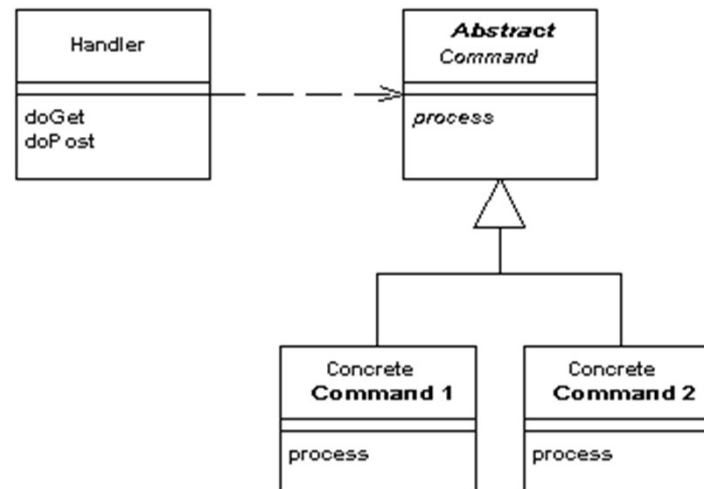 Handler
doGet
doPost
Abstract
Command
process
Concrete
Command 1
process
Concrete
Command 2
process